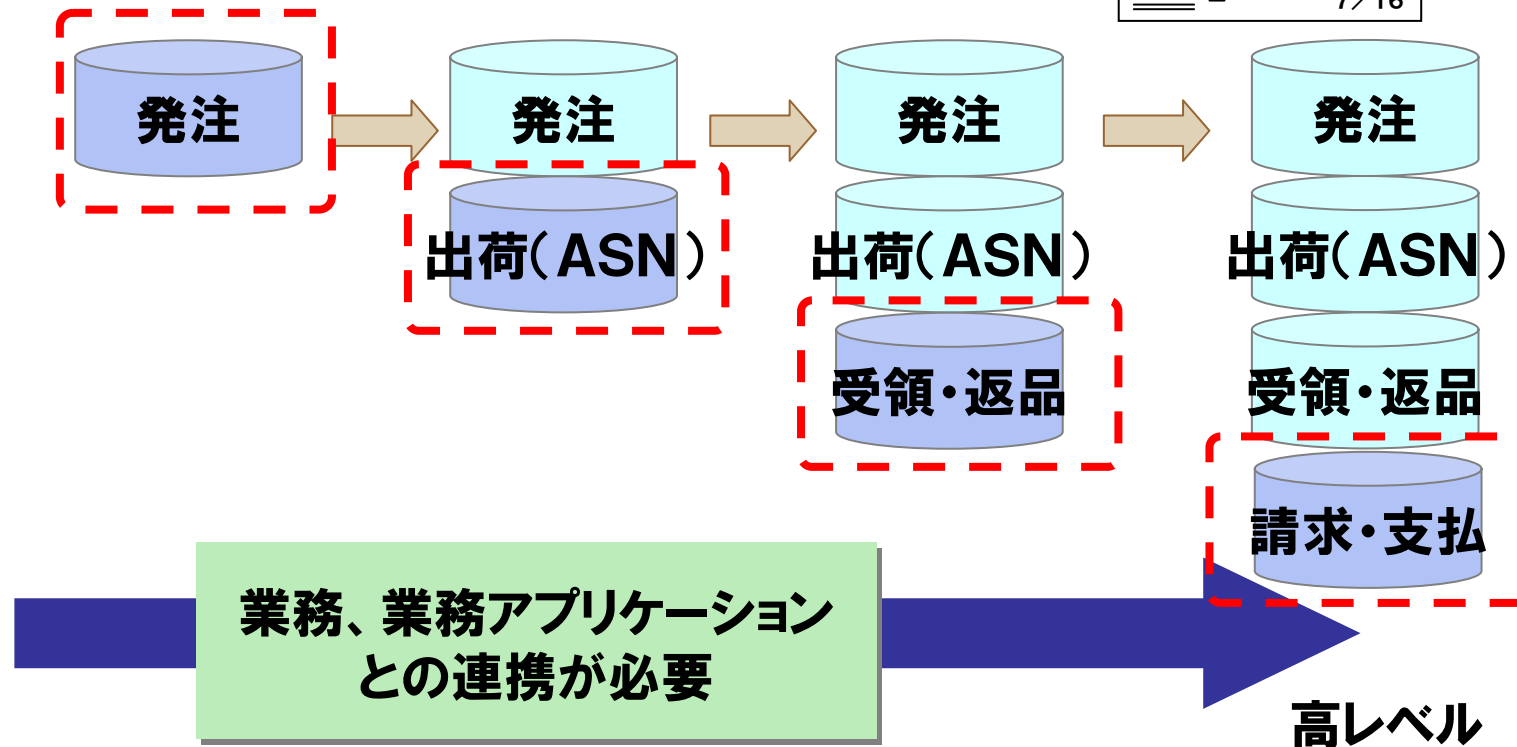 7／16
発注
発注
発注
発注
出荷（ASN）
出荷（ASN）
出荷（ASN）
受領・返品
受領・返品
請求・支払
業務、業務アプリケーション
との連携が必要
高レベル